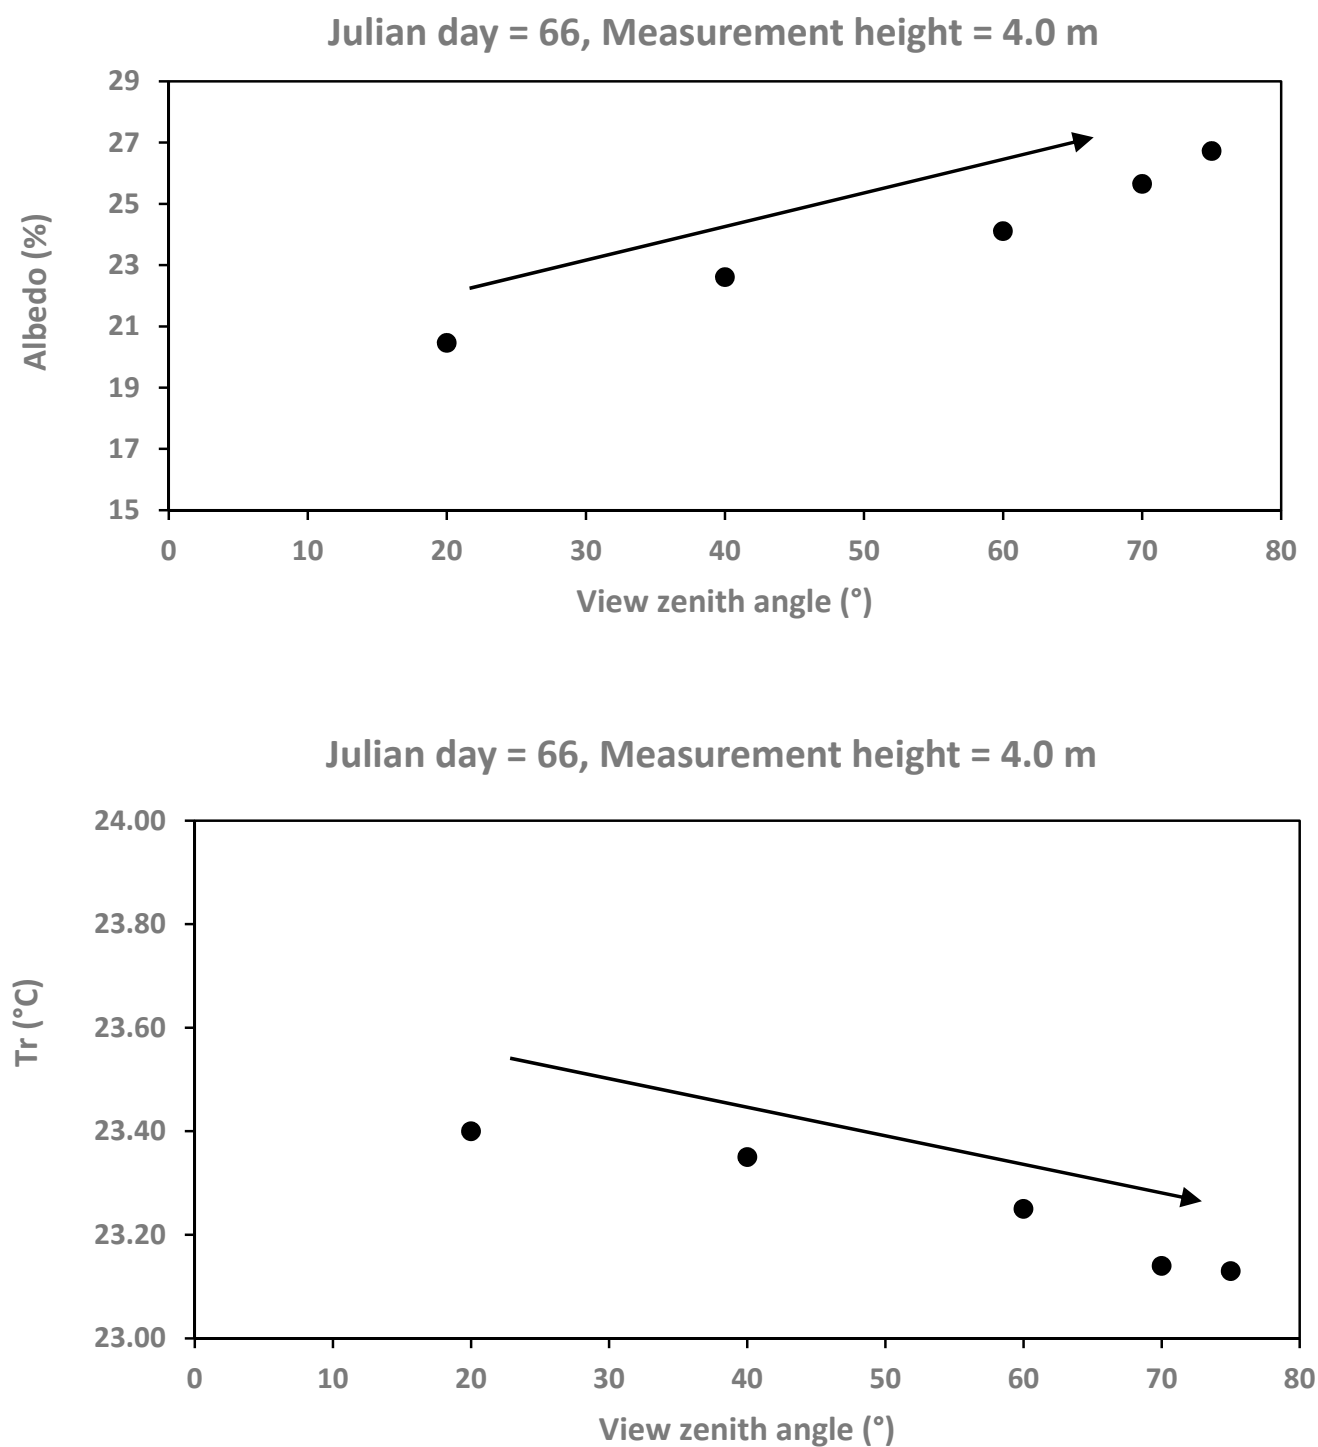 Julian day = 66, Measurement height = 4.0 m
29
27
25
23
21
19
17
15
Albedo (%)
0 10 20 30 40 50 60 70 80
View zenith angle (°)
Julian day = 66, Measurement height = 4.0 m
24.00
23.80
23.60
23.40
23.20
23.00
Tr (°C)
0 10 20 30 40 50 60 70 80
View zenith angle (°)